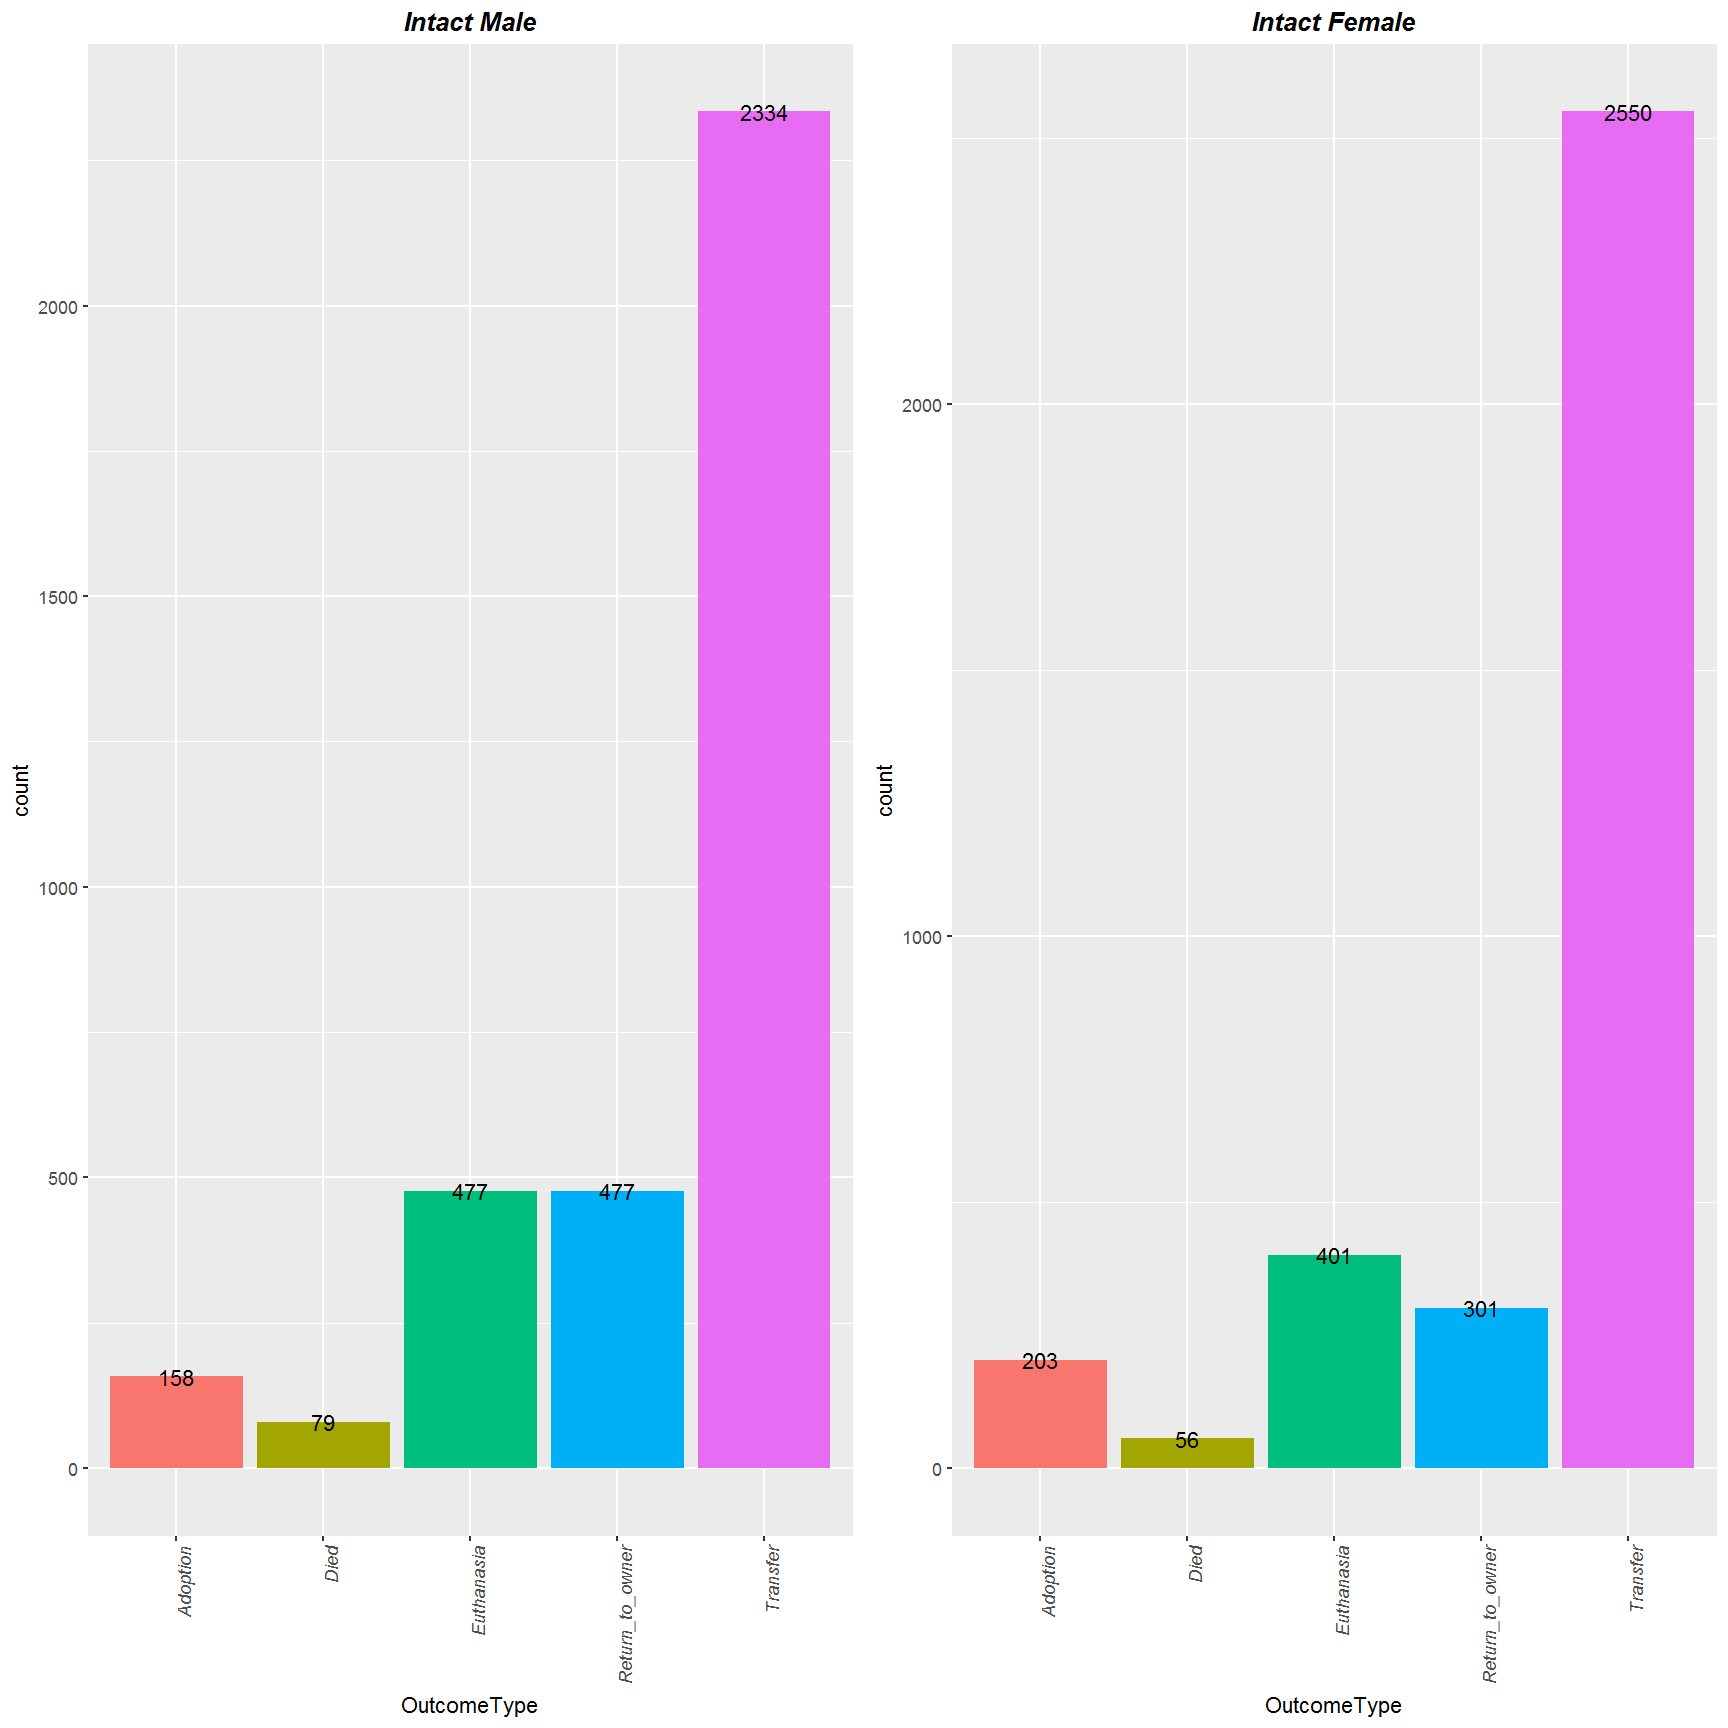 Intact Male
2334
2000
1500
1000
500
0
477
477
158
79
count
Adoption
Died
Euthanasia
Return_to_owner
Transfer
OutcomeType
Intact Female
2550
2000
1000
0
401
301
203
56
count
Adoption
Died
Euthanasia
Return_to_owner
Transfer
OutcomeType